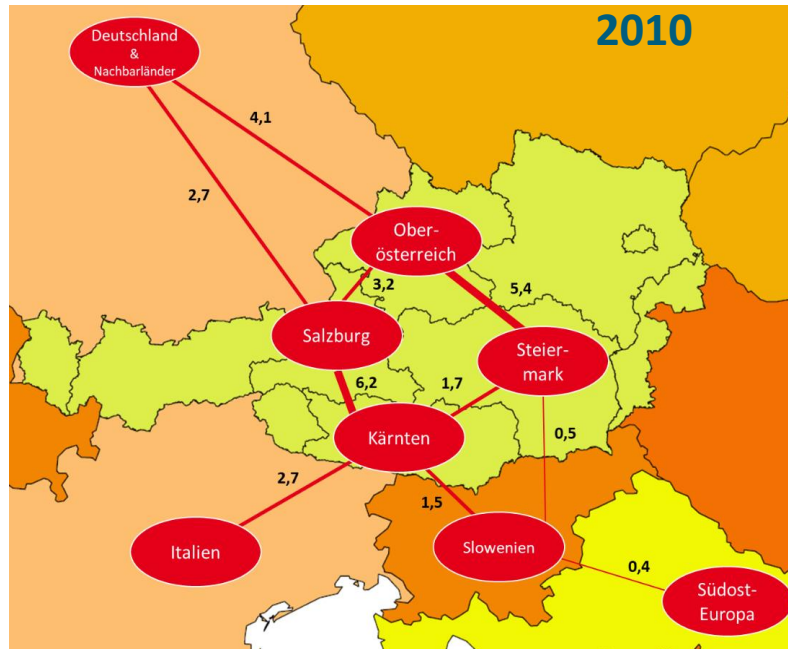 2010
Deutschland
&
Nachbarländer
4,1
2,7
Ober-
österreich
3,2
5,4
Salzburg
Steier-
mark
6,2
1,7
Kärnten
0,5
2,7
1,5
Italien
Slowenien
0,4
Südost-
Europa